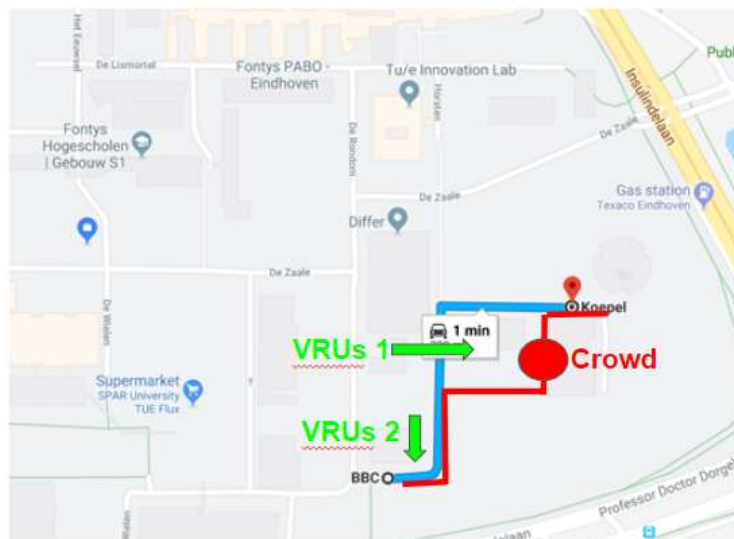 Het Eeuwsel
De Lismortel
Fontys PABO -
Eindhoven
Tu/e Innovation Lab
Horsten
Insulindelaan
Publ
De Zaale
Fontys
Hogescholen
| Gebouw S1
De Rondom
De Zaale
Gas station
Texaco Eindhoven
Differ
De Zaale
Koepel
De Wielen
1 min
VRUs 1
Crowd
Supermarket
SPAR University
TUE Flux
VRUs 2
BBC
Professor Doctor Dorgel